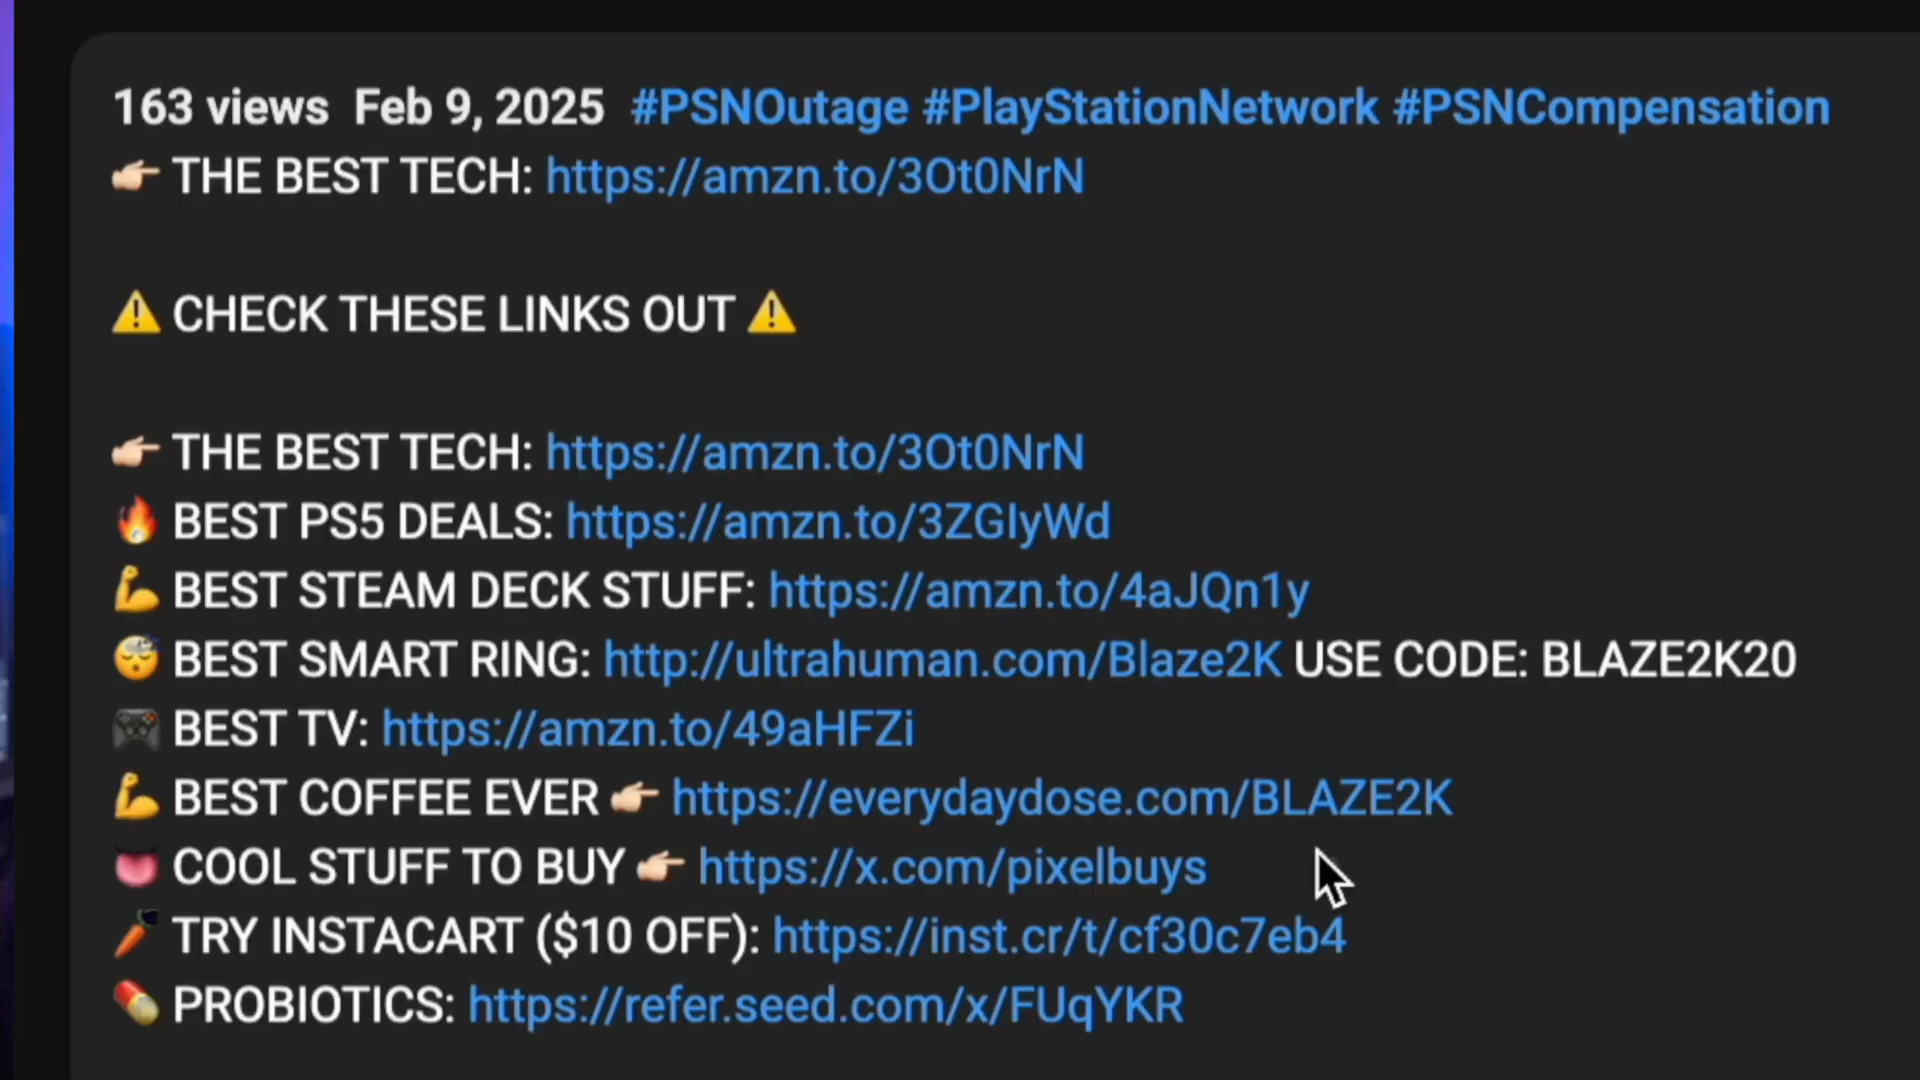 163 views Feb 9, 2025 #PSNOutage #PlayStationNetwork #PSNCompensation
👉🏻 THE BEST TECH: https://amzn.to/3Ot0NrN
⚠️ CHECK THESE LINKS OUT ⚠️
👉🏻 THE BEST TECH: https://amzn.to/3Ot0NrN
🔥 BEST PS5 DEALS: https://amzn.to/3ZGIyWd
💪 BEST STEAM DECK STUFF: https://amzn.to/4aJQn1y
😴 BEST SMART RING: http://ultrahuman.com/Blaze2K USE CODE: BLAZE2K20
🎮 BEST TV: https://amzn.to/49aHFZi
💪 BEST COFFEE EVER 👉🏻 https://everydaydose.com/BLAZE2K
👅 COOL STUFF TO BUY 👉🏻 https://x.com/pixelbuys
🥕 TRY INSTACART ($10 OFF): https://inst.cr/t/cf30c7eb4
💊 PROBIOTICS: https://refer.seed.com/x/FUqYKR